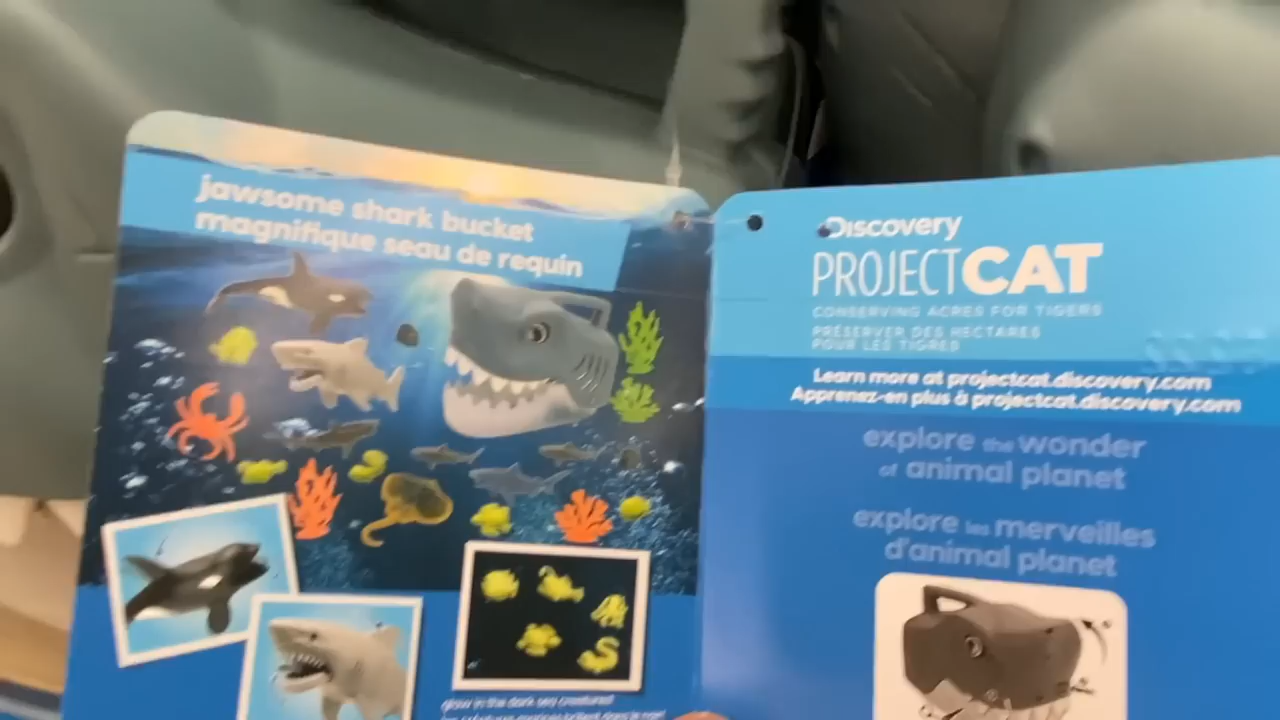 jawsome shark bucket
magnifique seau de requin
glow in the dark sea creatures!
Discovery
PROJECT CAT
CONSERVING ACRES FOR TIGERS
PRÉSERVER DES HECTARES
POUR LES TIGRES
Learn more at projectcat.discovery.com
Apprenez-en plus à projectcat.discovery.com
explore the wonder
of animal planet
explore les merveilles
d'animal planet